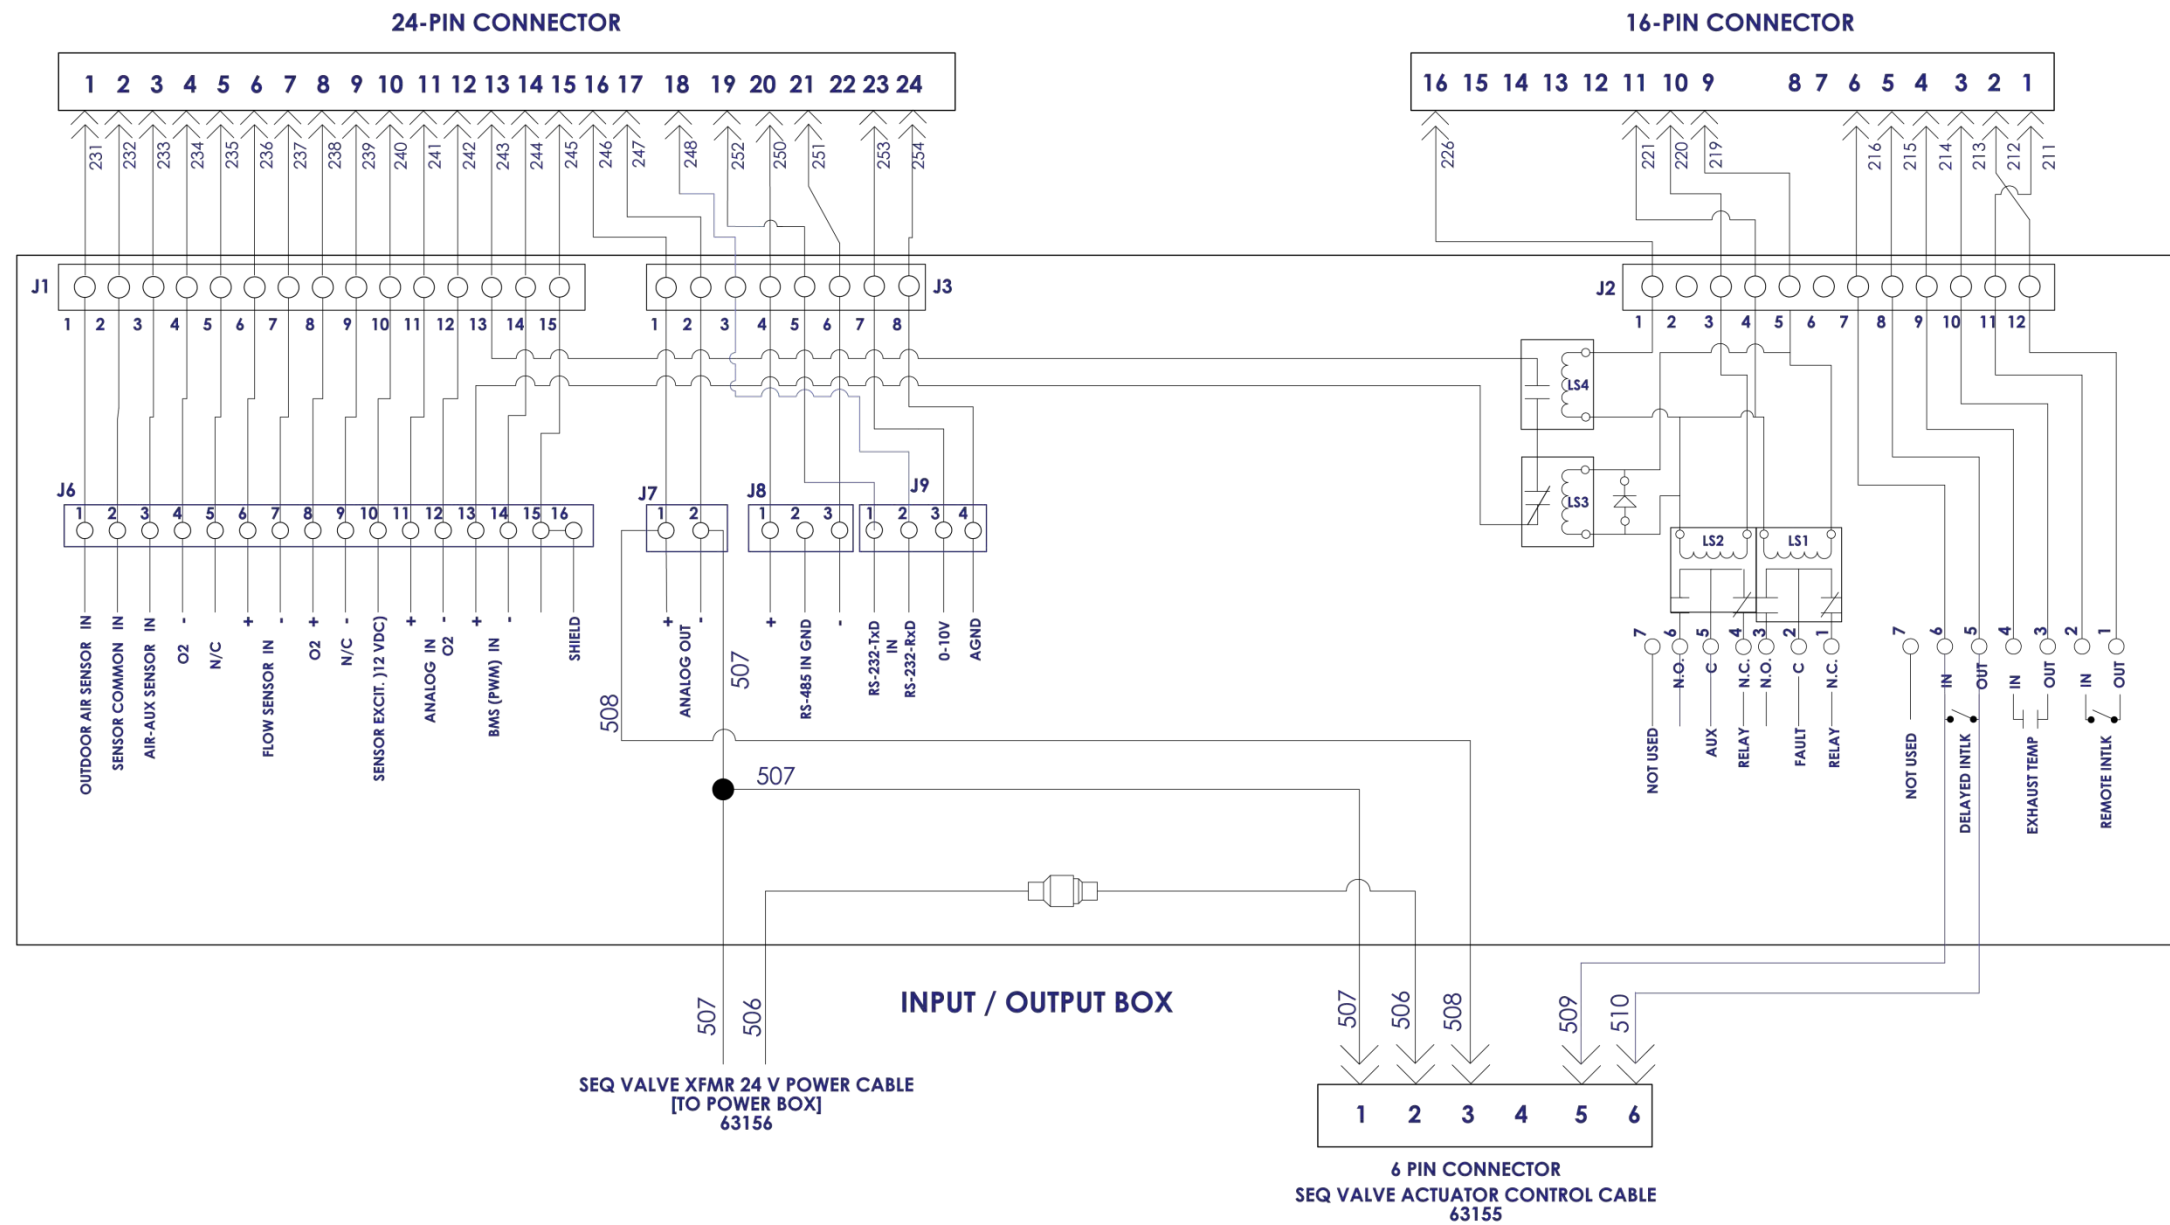 24-PIN CONNECTOR
16-PIN CONNECTOR
1 2 3 4 5 6 7 8 9 10 11 12 13 14 15 16 17 18 19 20 21 22 23 24
16 15 14 13 12 11 10 9 8 7 6 5 4 3 2 1
231 232 233 234 235 236 237 238 239 240 241 242 243 244 245 246 247 248 252 250 251 253 254
226 221 220 219 216 215 214 213 212 211
J1
J3
J2
1 2 3 4 5 6 7 8 9 10 11 12 13 14 15
1 2 3 4 5 6 7 8
1 2 3 4 5 6 7 8 9 10 11 12
LS4
LS3
LS2
LS1
J6
J7
J8
J9
1 2 3 4 5 6 7 8 9 10 11 12 13 14 15 16
1 2
1 2 3
1 2 3 4
OUTDOOR AIR SENSOR IN
SENSOR COMMON IN
AIR-AUX SENSOR IN
O2 -
N/C
+
FLOW SENSOR IN
-
O2 +
N/C -
SENSOR EXCIT. )12 VDC)
+
ANALOG IN
-
O2
+
BMS (PWM) IN
-
SHIELD
+
ANALOG OUT
-
+
RS-485 IN GND
-
RS-232-TxD
IN
RS-232-RxD
0-10V
AGND
7 6 5 4 3 2 1
N.O. C N.C. N.O. C N.C.
NOT USED
AUX
RELAY
FAULT
RELAY
7 6 5 4 3 2 1
IN OUT IN OUT IN OUT
NOT USED
DELAYED INTLK
EXHAUST TEMP
REMOTE INTLK
508
507
507
INPUT / OUTPUT BOX
507
506
507
506
508
509
510
SEQ VALVE XFMR 24 V POWER CABLE
[TO POWER BOX]
63156
1 2 3 4 5 6
6 PIN CONNECTOR
SEQ VALVE ACTUATOR CONTROL CABLE
63155